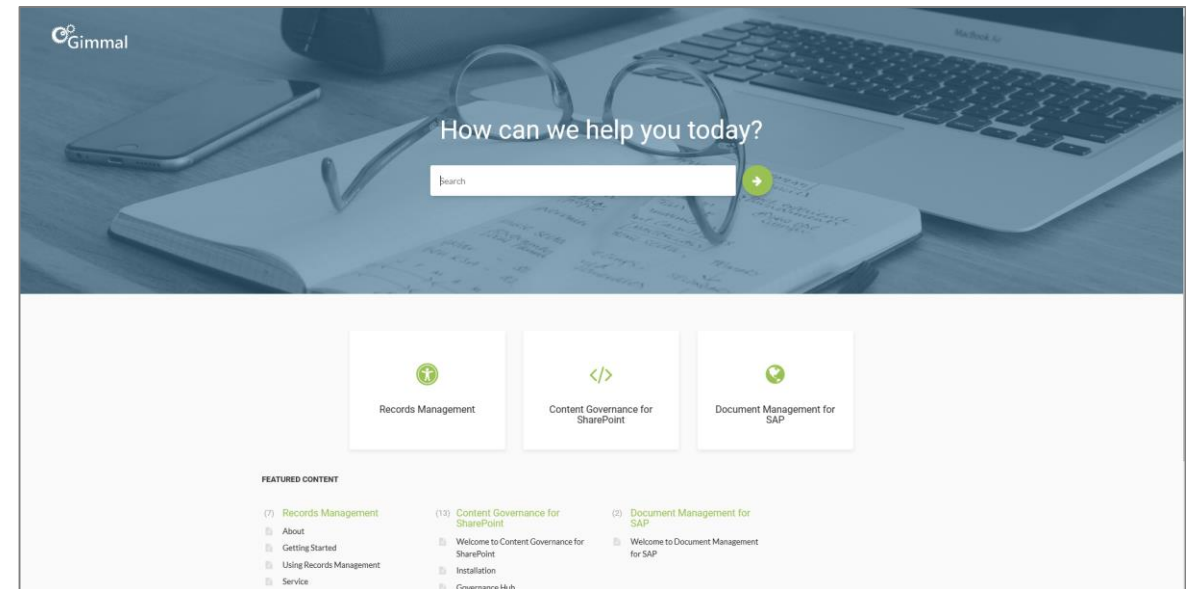 Gimmal
MacBook Air
How can we help you today?
Search
Records Management
Content Governance for
SharePoint
Document Management for
SAP
FEATURED CONTENT
(7) Records Management
About
Getting Started
Using Records Management
Service
(13) Content Governance for
SharePoint
Welcome to Content Governance for
SharePoint
Installation
Governance Hub
(2) Document Management for
SAP
Welcome to Document Management
for SAP